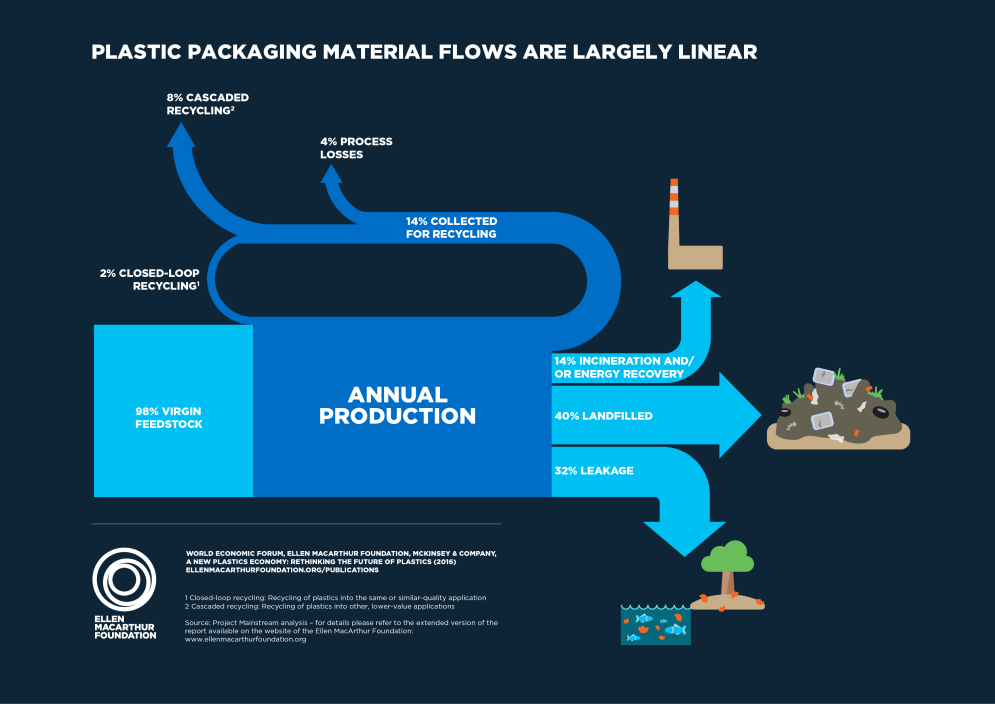 PLASTIC PACKAGING MATERIAL FLOWS ARE LARGELY LINEAR
8% CASCADED
RECYCLING²
4% PROCESS
LOSSES
14% COLLECTED
FOR RECYCLING
2% CLOSED-LOOP
RECYCLING¹
98% VIRGIN
FEEDSTOCK
ANNUAL
PRODUCTION
14% INCINERATION AND/
OR ENERGY RECOVERY
40% LANDFILLED
32% LEAKAGE
ELLEN
MACARTHUR
FOUNDATION
WORLD ECONOMIC FORUM, ELLEN MACARTHUR FOUNDATION, MCKINSEY & COMPANY,
A NEW PLASTICS ECONOMY: RETHINKING THE FUTURE OF PLASTICS (2016)
ELLENMACARTHURFOUNDATION.ORG/PUBLICATIONS
1 Closed-loop recycling: Recycling of plastics into the same or similar-quality application
2 Cascaded recycling: Recycling of plastics into other, lower-value applications
Source: Project Mainstream analysis – for details please refer to the extended version of the
report available on the website of the Ellen MacArthur Foundation:
www.ellenmacarthurfoundation.org